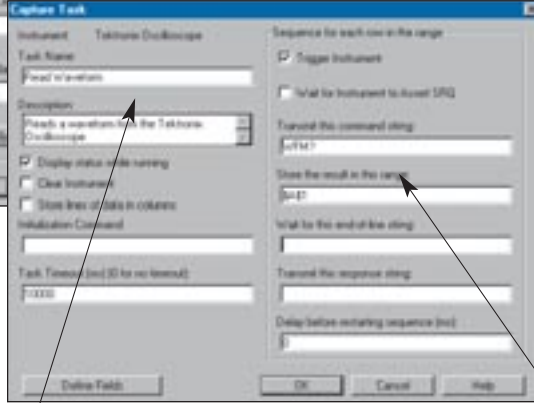 Capture Task
Instrument Tektronix Oscilloscope
Task Name
Read Waveform
Description
Reads a waveform from the Tektronix
Oscilloscope
Display status while running
Clear Instrument
Store lines of data in columns
Initialization Command
Task Timeout (ms) (0 for no timeout)
10000
Define Fields
Sequence for each row in the range
Trigger Instrument
Wait for Instrument to Assert SRQ
Transmit this command string:
Store the result in this range:
Wait for this end-of-line string:
Transmit this response string:
Delay before restarting sequence (ms):
0
OK
Cancel
Help